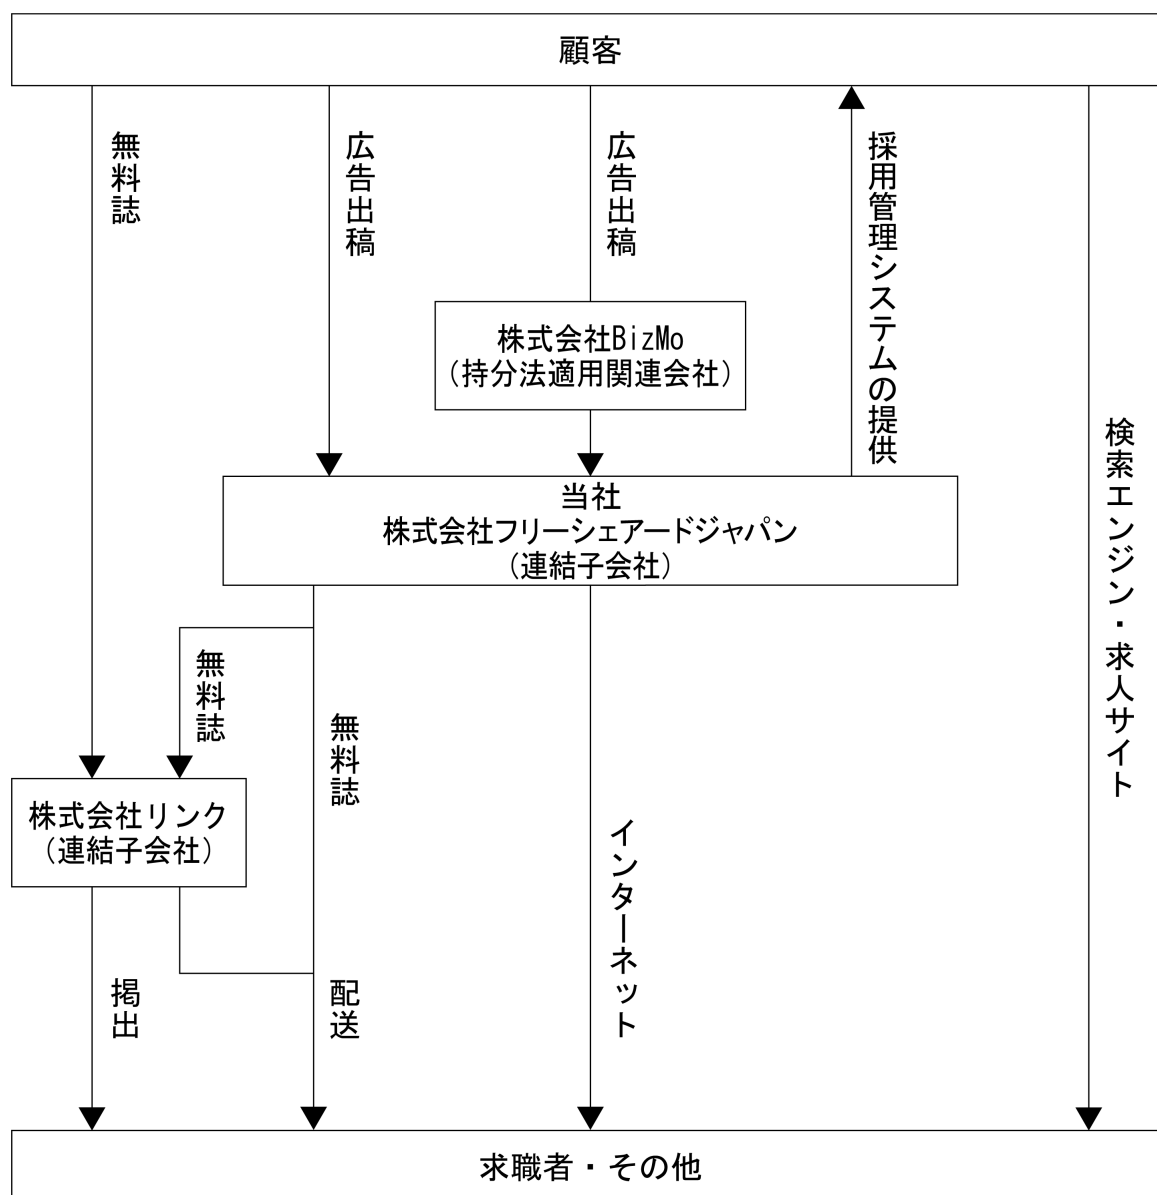 顧客
無料誌
広告出稿
広告出稿
採用管理システムの提供
株式会社BizMo
（持分法適用関連会社）
検索エンジン・求人サイト
当社
株式会社フリーシェアードジャパン
（連結子会社）
無料誌
無料誌
株式会社リンク
（連結子会社）
インターネット
掲出
配送
求職者・その他